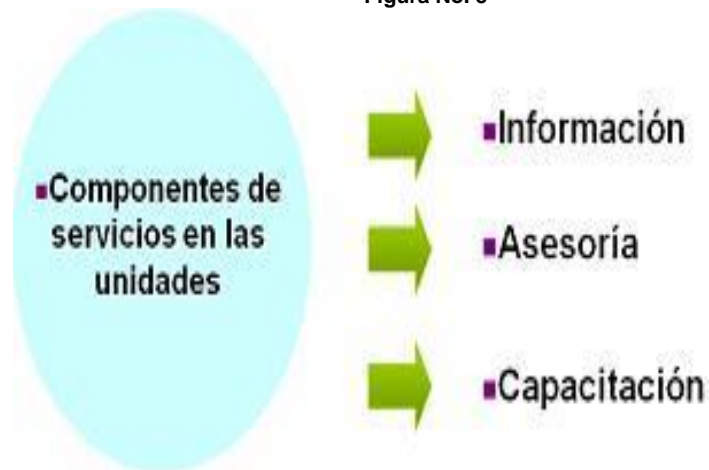 ▪Componentes de
servicios en las
unidades
▪Información
▪Asesoría
▪Capacitación